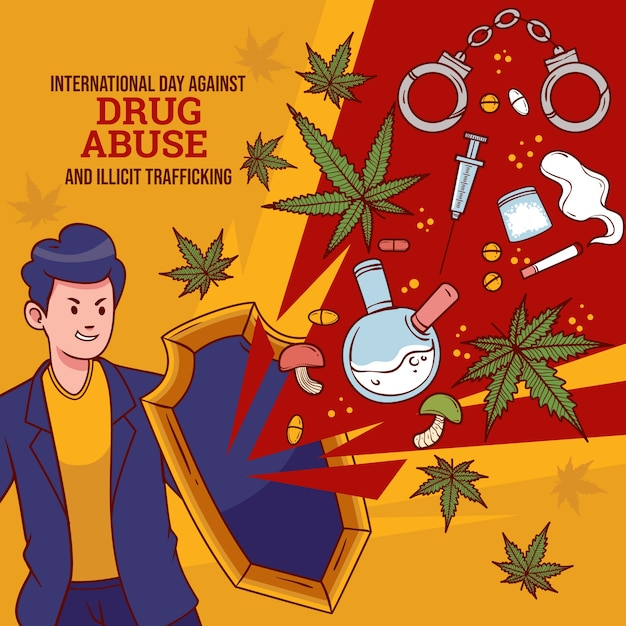 INTERNATIONAL DAY AGAINST
DRUG
ABUSE
AND ILLICIT TRAFFICKING